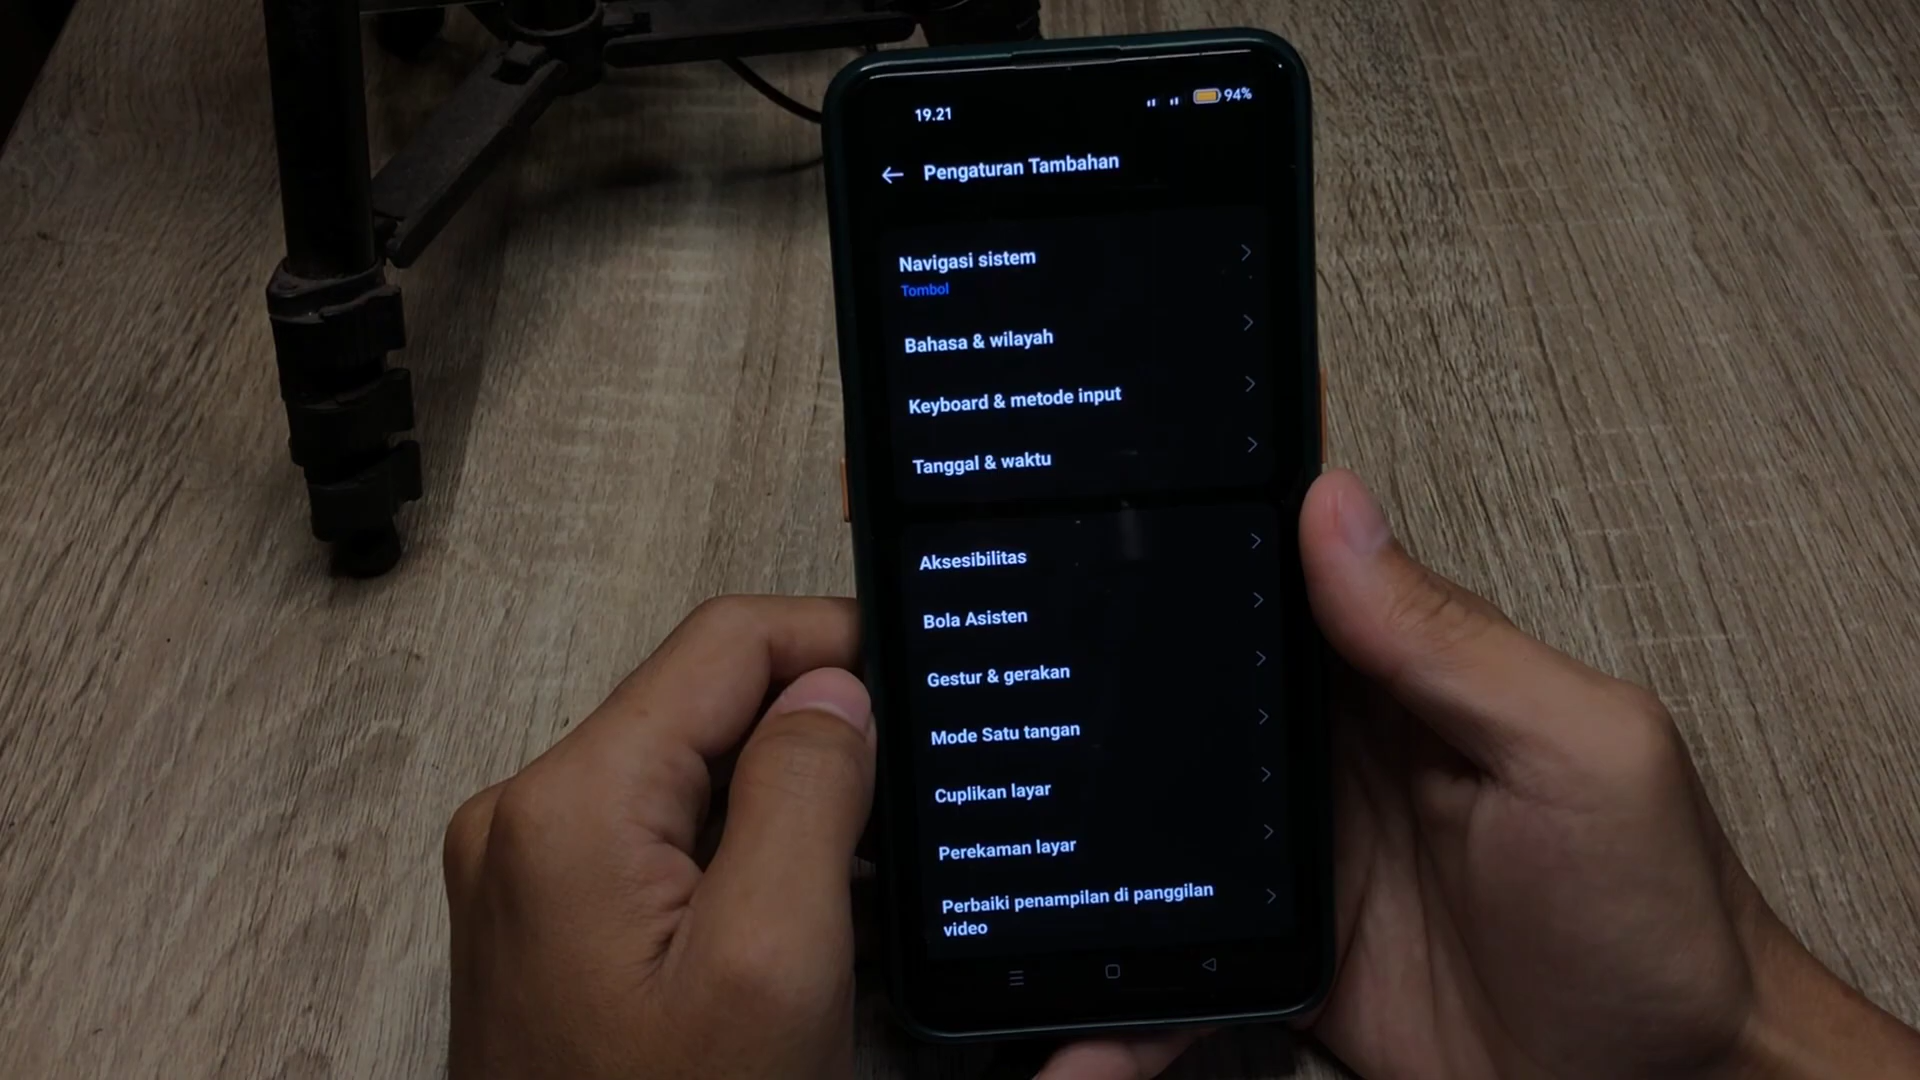 19.21
94%
Pengaturan Tambahan
Navigasi sistem
Tombol
Bahasa & wilayah
Keyboard & metode input
Tanggal & waktu
Aksesibilitas
Bola Asisten
Gestur & gerakan
Mode Satu tangan
Cuplikan layar
Perekaman layar
Perbaiki penampilan di panggilan
video